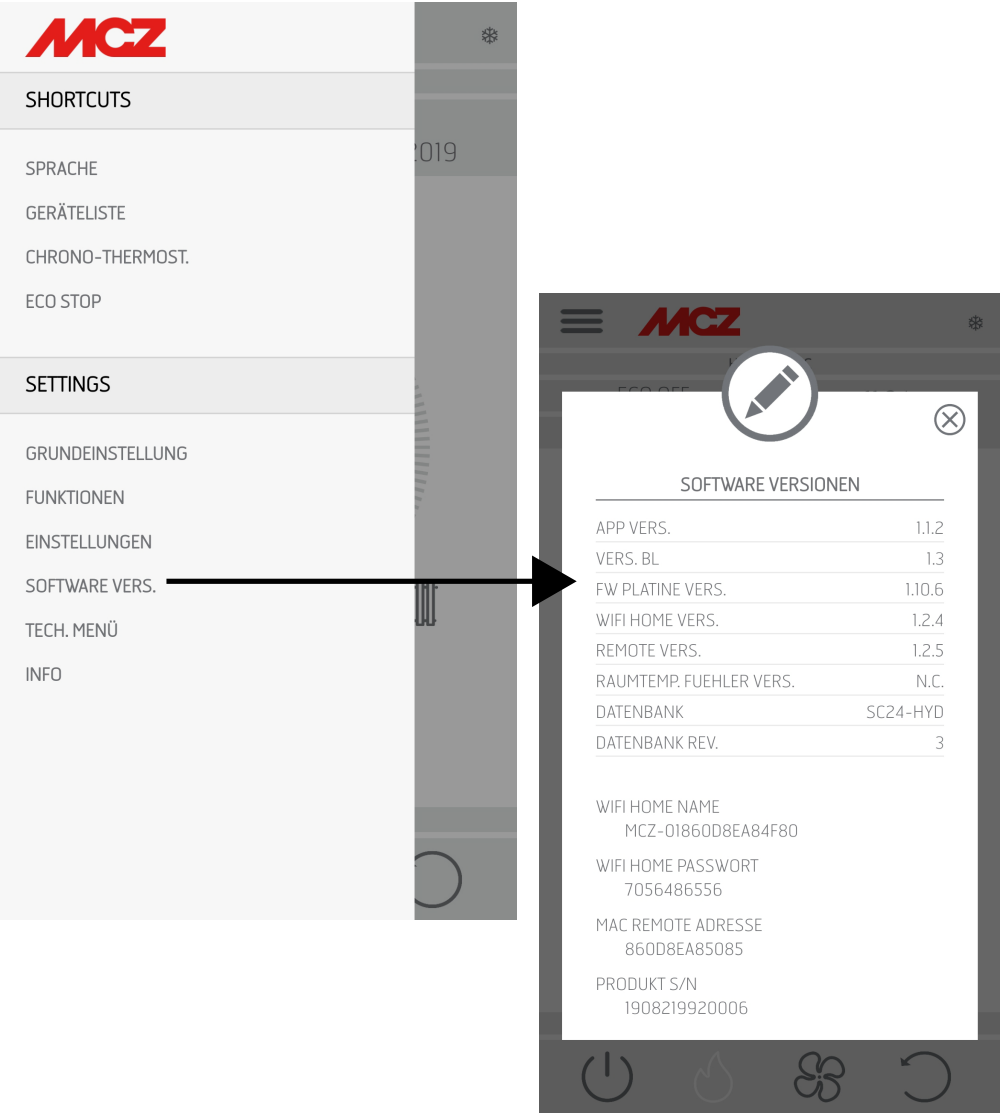 MCZ
SHORTCUTS
2019
SPRACHE
GERÄTELISTE
CHRONO-THERMOST.
ECO STOP
SETTINGS
GRUNDEINSTELLUNG
FUNKTIONEN
EINSTELLUNGEN
SOFTWARE VERS.
TECH. MENÜ
INFO
MCZ
ECO OFF
SOFTWARE VERSIONEN
APP VERS. 1.1.2
VERS. BL 1.3
FW PLATINE VERS. 1.10.6
WIFI HOME VERS. 1.2.4
REMOTE VERS. 1.2.5
RAUMTEMP. FUEHLER VERS. N.C.
DATENBANK SC24-HYD
DATENBANK REV. 3
WIFI HOME NAME
MCZ-01860D8EA84F80
WIFI HOME PASSWORT
7056486556
MAC REMOTE ADRESSE
860D8EA85085
PRODUKT S/N
1908219920006